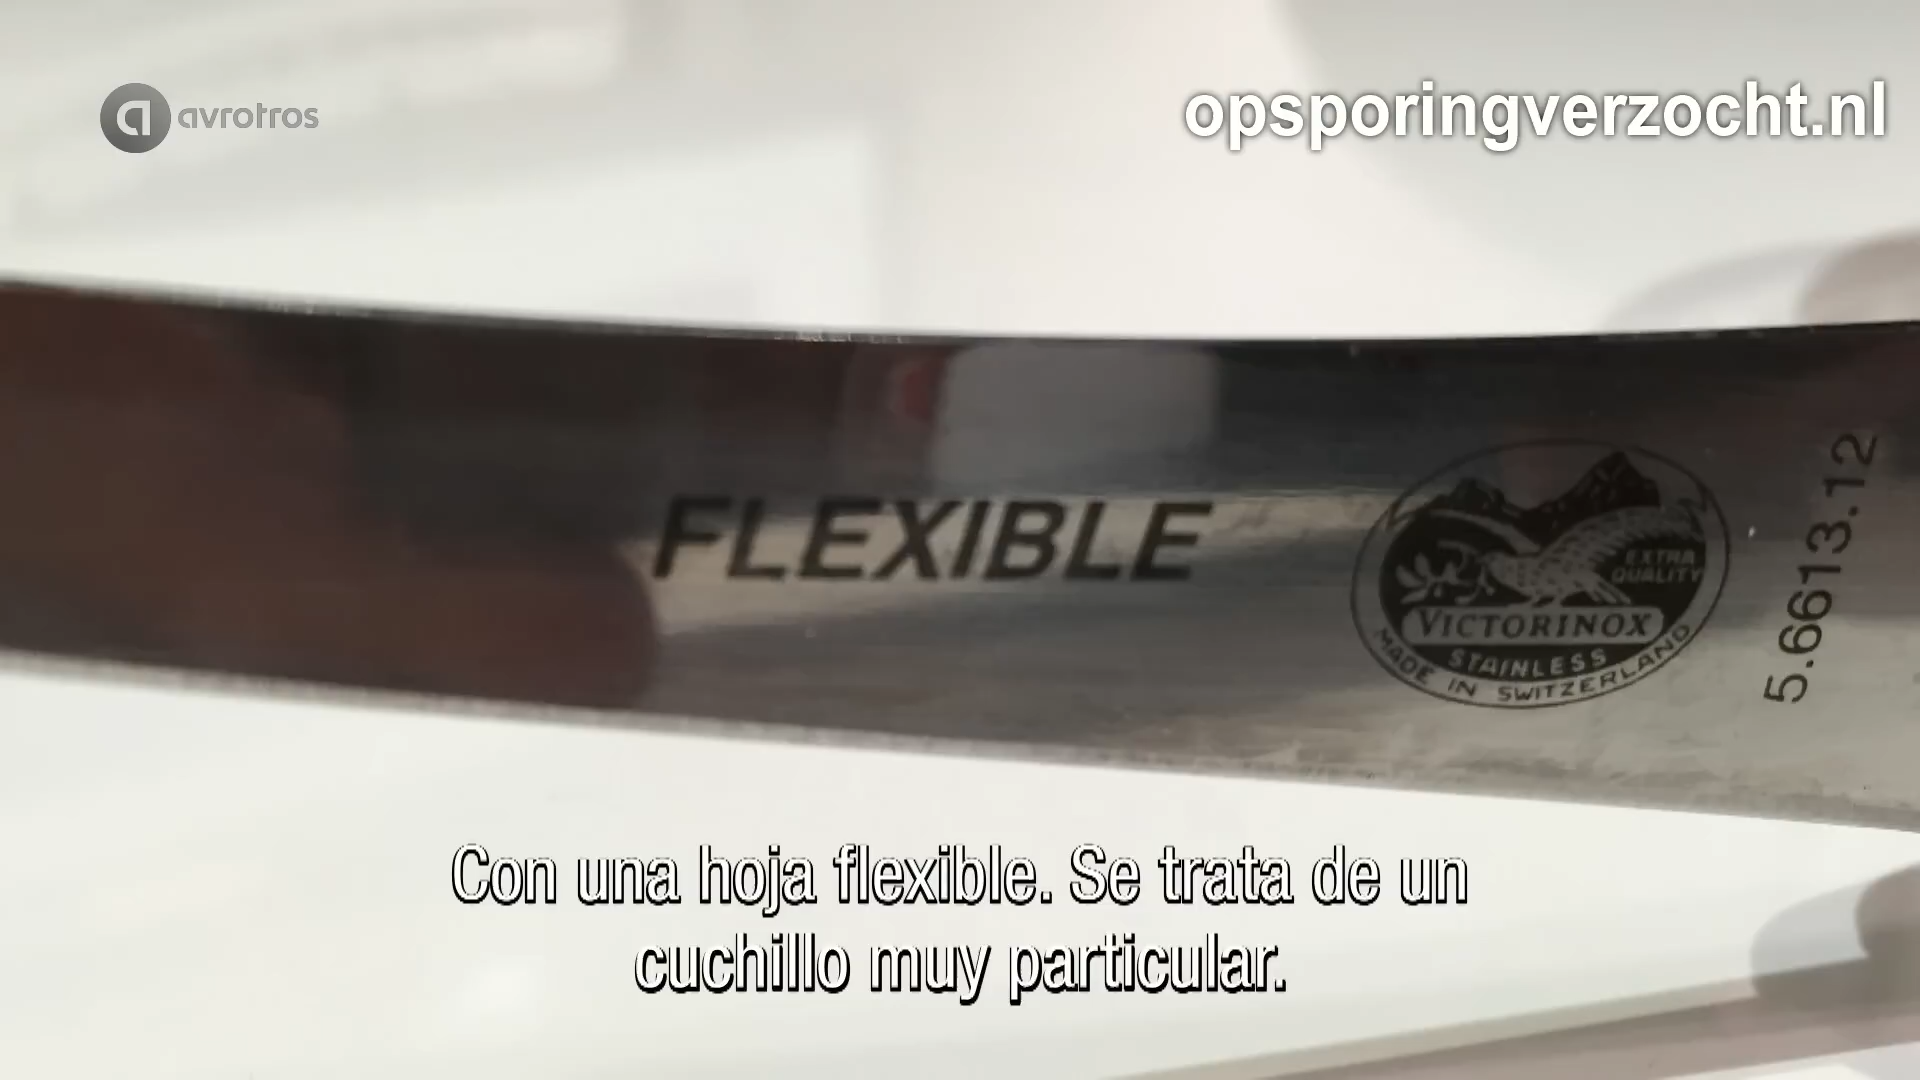 avrotros
opsporingverzocht.nl
FLEXIBLE
EXTRA
QUALITY
VICTORINOX
STAINLESS
MADE IN SWITZERLAND
5.6613.12
Con una hoja flexible. Se trata de un
cuchillo muy particular.